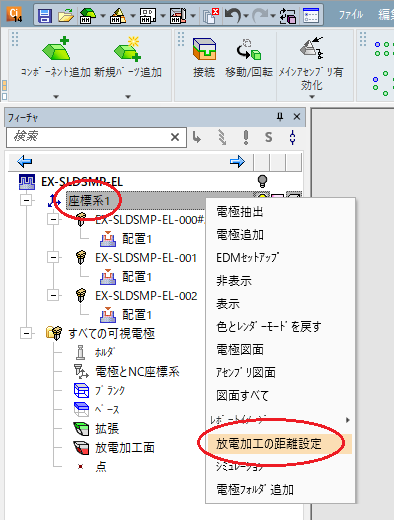 Ci
14
ファイル
編集
コンポーネント追加
新規パーツ追加
接続
移動/回転
メインアセンブリ有効化
フィーチャ
検索
S
EX-SLDSMP-EL
座標系1
EX-SLDSMP-EL-000#
配置1
EX-SLDSMP-EL-001
配置1
EX-SLDSMP-EL-002
配置1
すべての可視電極
ホルダ
電極とNC座標系
ブランク
ベース
拡張
放電加工面
点
電極抽出
電極追加
EDMセットアップ
非表示
表示
色とレンダーモードを戻す
電極図面
アセンブリ図面
図面すべて
レポートイメージ
放電加工の距離設定
シミュレーション
電極フォルダ追加